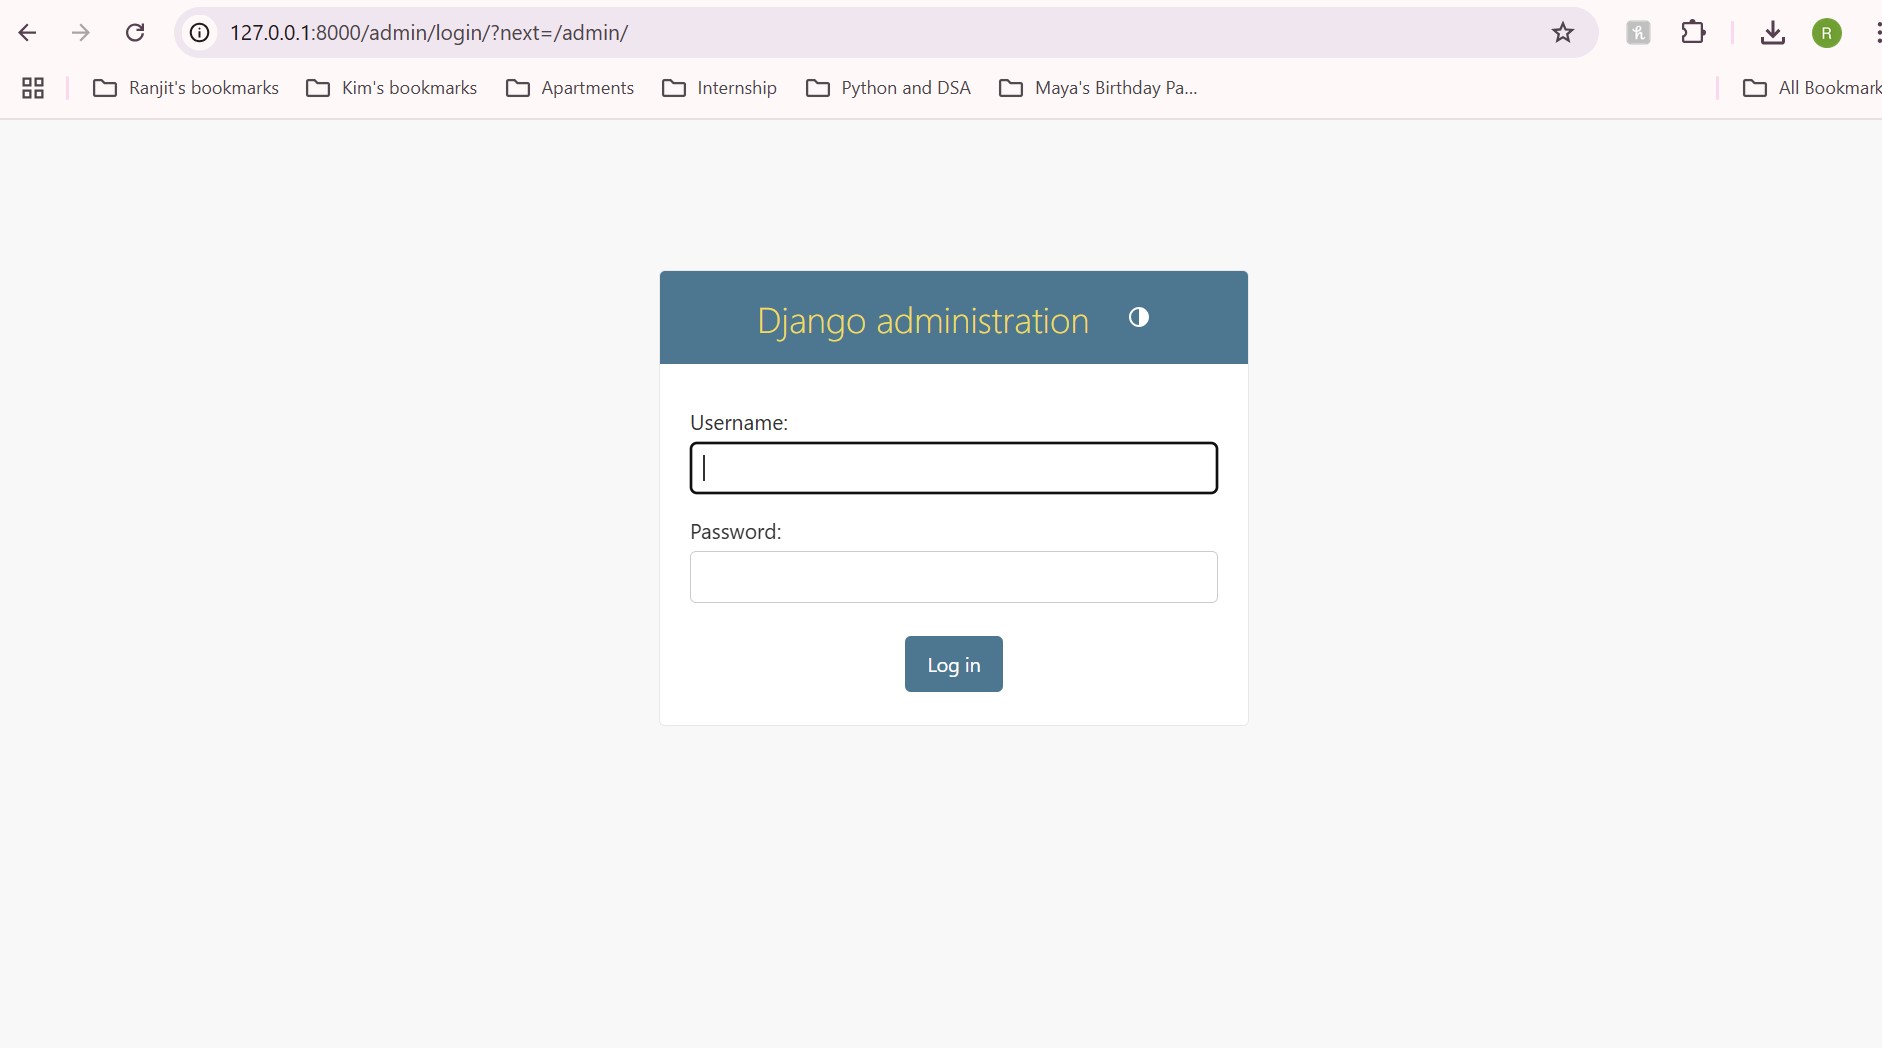 127.0.0.1:8000/admin/login/?next=/admin/
R
Ranjit's bookmarks Kim's bookmarks Apartments Internship Python and DSA Maya's Birthday Pa... All Bookmark
Django administration
Username:
Password:
Log in